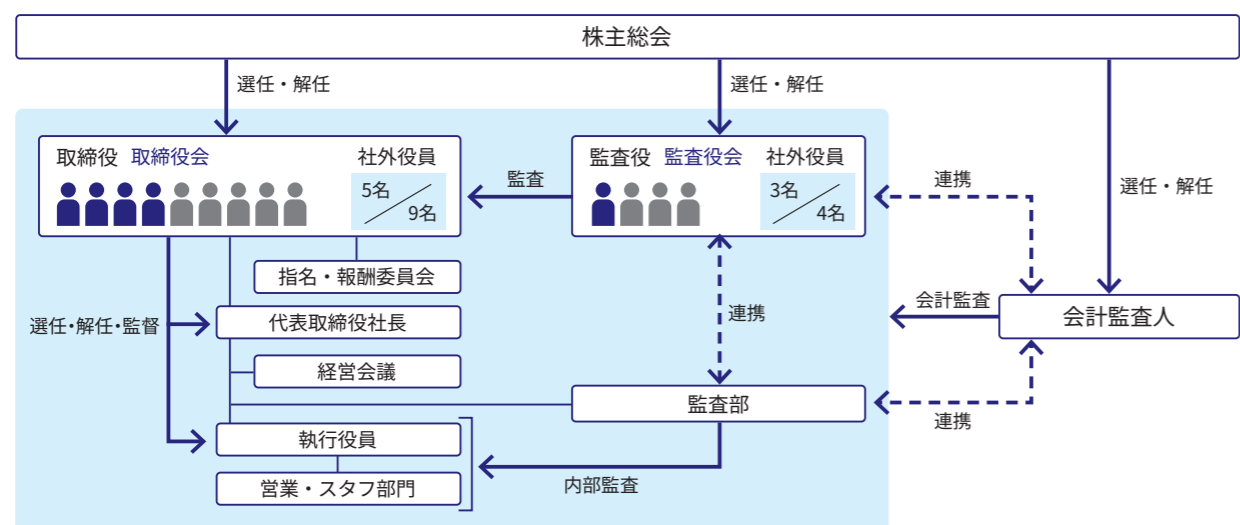 株主総会
選任・解任
選任・解任
取締役 取締役会 社外役員
5名
9名
監査
監査役 監査役会 社外役員
3名
4名
連携
選任・解任
指名・報酬委員会
会計監査
選任・解任・監督
代表取締役社長
連携
会計監査人
経営会議
監査部
連携
執行役員
営業・スタフ部門
内部監査